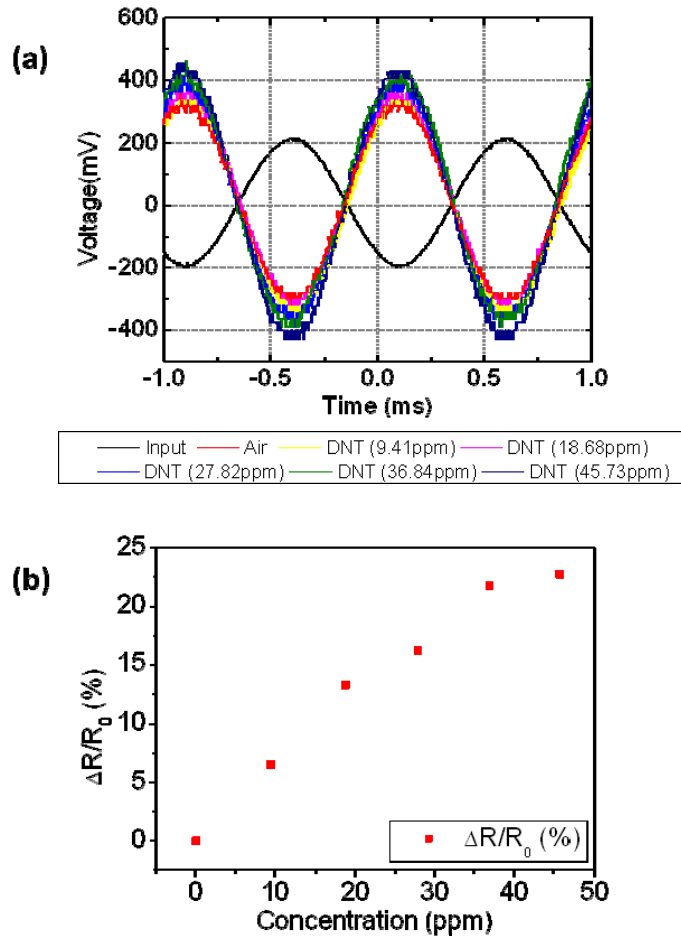 (a)
600
400
200
0
-200
-400
Voltage(mV)
-1.0 -0.5 0.0 0.5 1.0
Time (ms)
Input Air DNT (9.41ppm) DNT (18.68ppm)
DNT (27.82ppm) DNT (36.84ppm) DNT (45.73ppm)
(b)
25
20
15
10
5
0
ΔR/R₀ (%)
ΔR/R₀ (%)
0 10 20 30 40 50
Concentration (ppm)